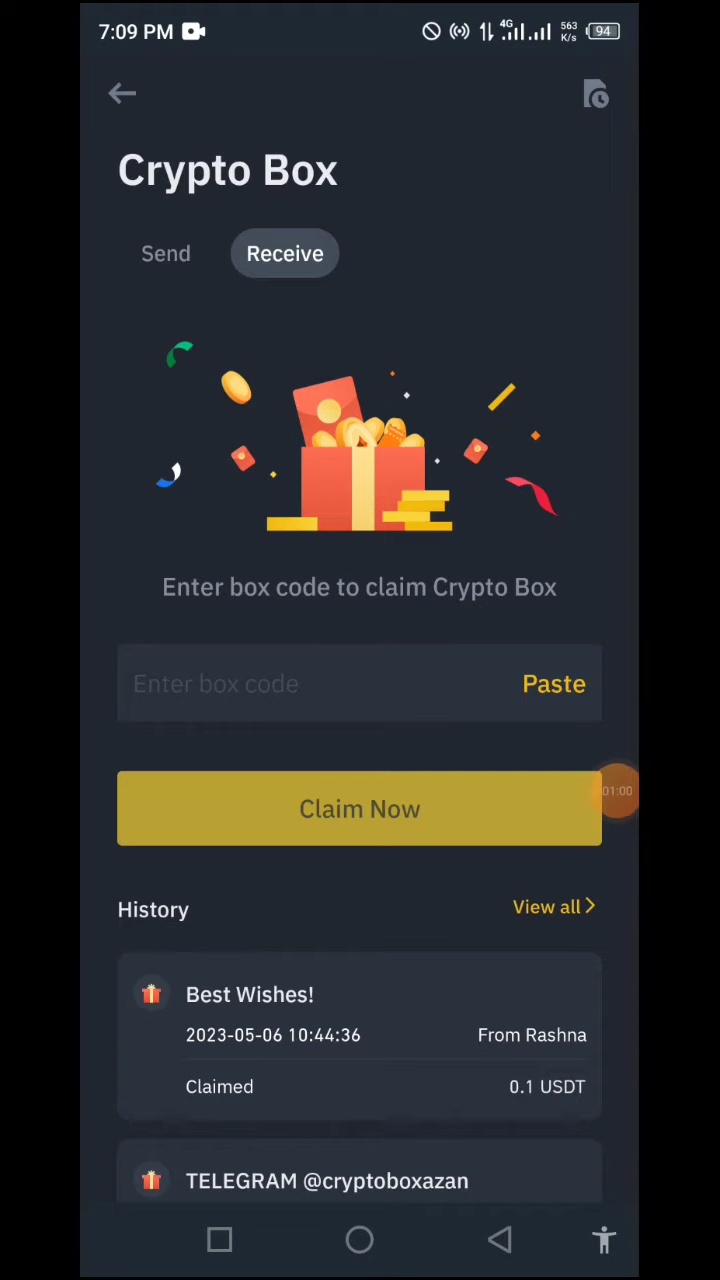 7:09 PM
4G
563
K/s
94
Crypto Box
Send Receive
Enter box code to claim Crypto Box
Enter box code Paste
Claim Now
01:00
History View all
Best Wishes!
2023-05-06 10:44:36 From Rashna
Claimed 0.1 USDT
TELEGRAM @cryptoboxazan